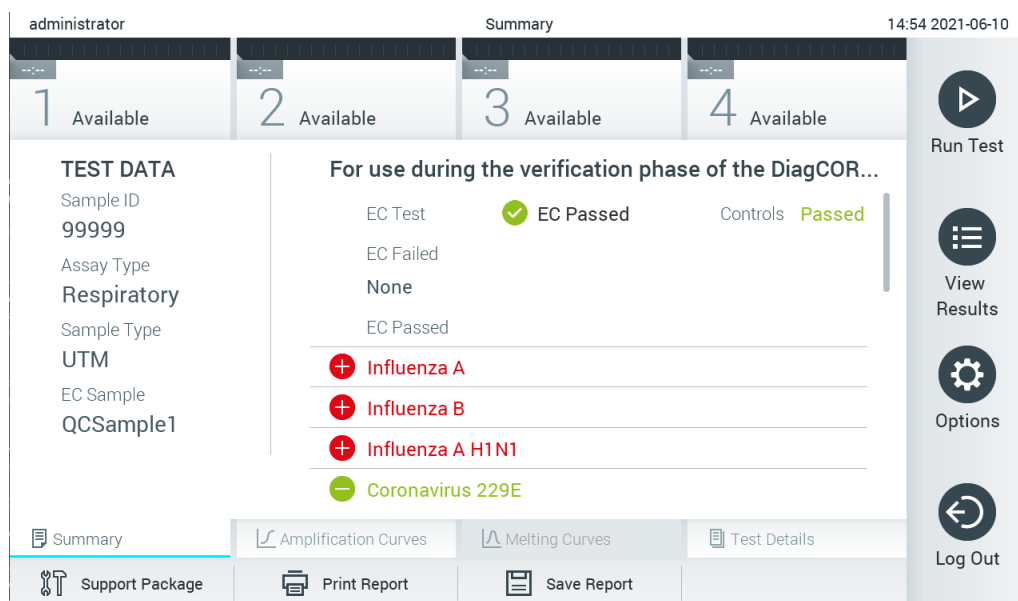 administrator
Summary
14:54 2021-06-10
--:--
--:--
--:--
--:--
1 Available
2 Available
3 Available
4 Available
Run Test
View
Results
Options
Log Out
TEST DATA
Sample ID
99999
Assay Type
Respiratory
Sample Type
UTM
EC Sample
QCSample1
For use during the verification phase of the DiagCOR...
EC Test EC Passed Controls Passed
EC Failed
None
EC Passed
Influenza A
Influenza B
Influenza A H1N1
Coronavirus 229E
Summary
Amplification Curves
Melting Curves
Test Details
Support Package
Print Report
Save Report